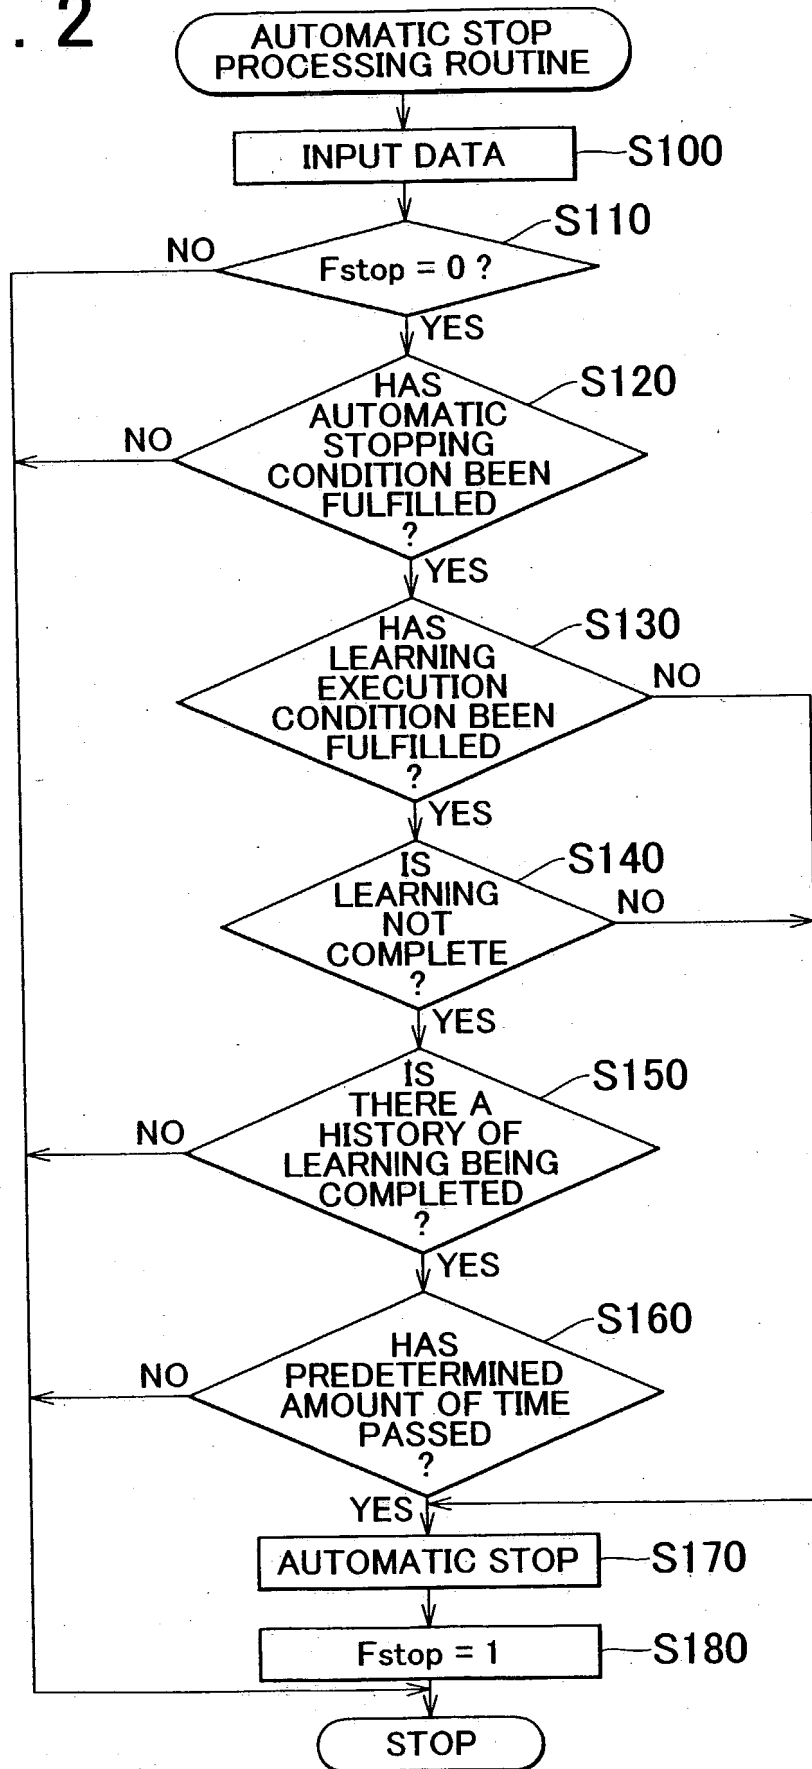 . 2
AUTOMATIC STOP
PROCESSING ROUTINE
INPUT DATA
S100
S110
NO
Fstop = 0 ?
YES
S120
HAS
AUTOMATIC
STOPPING
CONDITION BEEN
FULFILLED
?
NO
YES
S130
HAS
LEARNING
EXECUTION
CONDITION BEEN
FULFILLED
?
NO
YES
S140
IS
LEARNING
NOT
COMPLETE
?
NO
YES
S150
IS
THERE A
HISTORY OF
LEARNING BEING
COMPLETED
?
NO
YES
S160
HAS
PREDETERMINED
AMOUNT OF TIME
PASSED
?
NO
YES
AUTOMATIC STOP
S170
Fstop = 1
S180
STOP